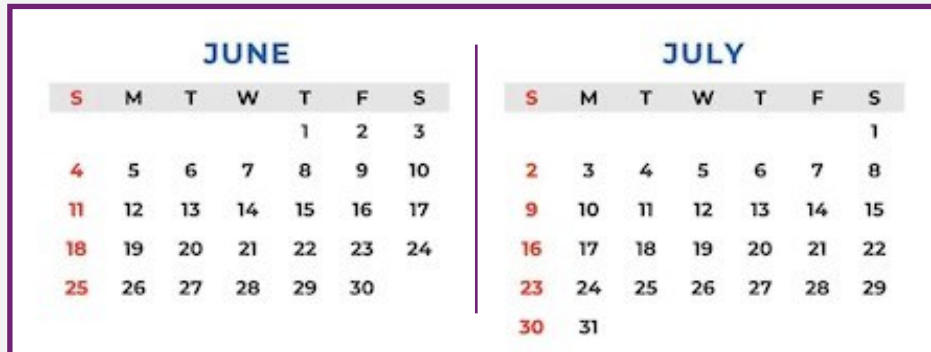 JUNE
S M T W T F S
1 2 3
4 5 6 7 8 9 10
11 12 13 14 15 16 17
18 19 20 21 22 23 24
25 26 27 28 29 30
JULY
S M T W T F S
1
2 3 4 5 6 7 8
9 10 11 12 13 14 15
16 17 18 19 20 21 22
23 24 25 26 27 28 29
30 31